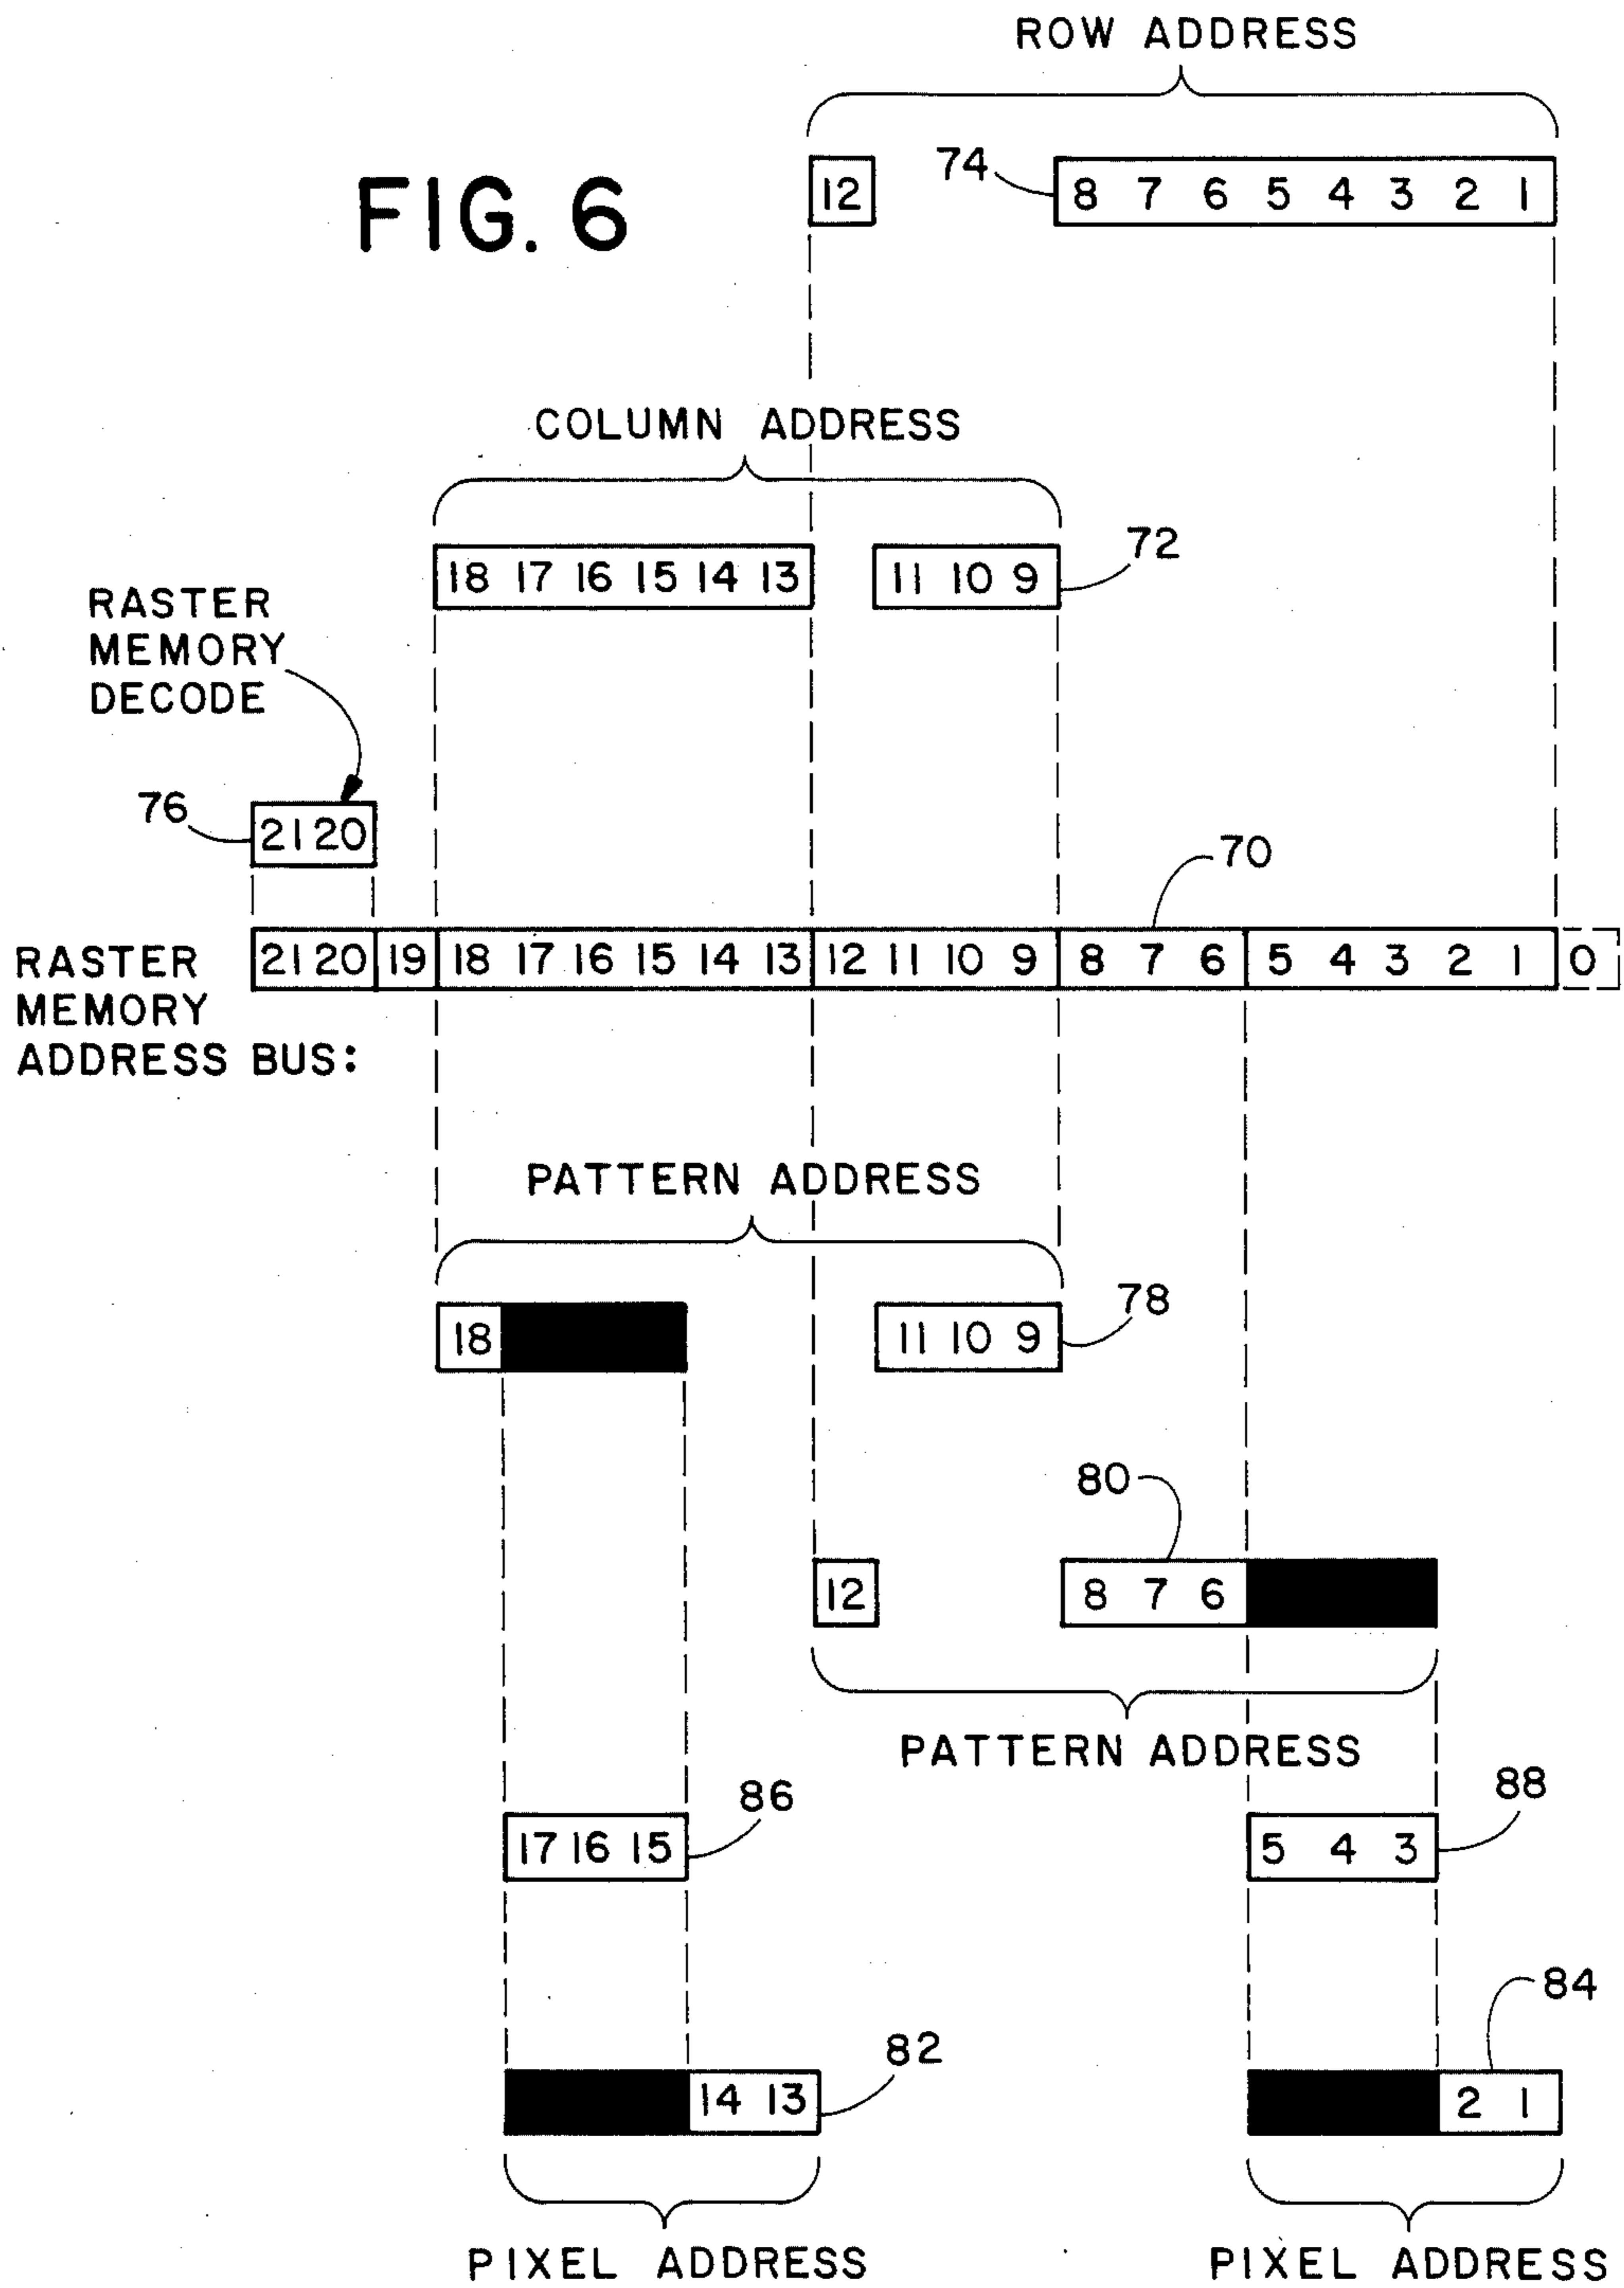 ROW ADDRESS
FIG. 6
12
74
8 7 6 5 4 3 2 1
COLUMN ADDRESS
18 17 16 15 14 13
11 10 9
72
RASTER
MEMORY
DECODE
76
21 20
70
RASTER
MEMORY
ADDRESS BUS:
21 20 19 18 17 16 15 14 13 12 11 10 9 8 7 6 5 4 3 2 1 0
PATTERN ADDRESS
18
11 10 9
78
80
12
8 7 6
PATTERN ADDRESS
86
17 16 15
88
5 4 3
82
14 13
84
2 1
PIXEL ADDRESS
PIXEL ADDRESS